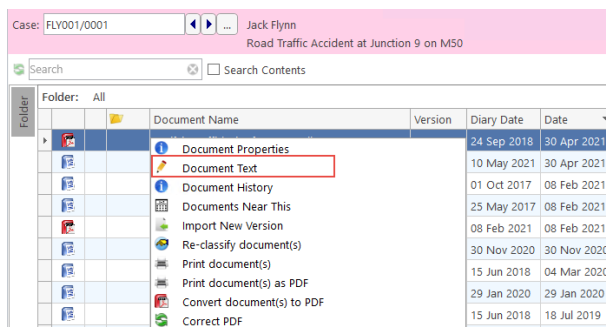 Case: FLY001/0001 ... Jack Flynn
Road Traffic Accident at Junction 9 on M50
Search Search Contents
Folder
Folder: All
Document Name Version Diary Date Date
24 Sep 2018 30 Apr 2021
Document Properties
Document Text 10 May 2021 30 Apr 2021
Document History 01 Oct 2017 08 Feb 2021
Documents Near This 25 May 2017 08 Feb 2021
Import New Version 08 Feb 2021 08 Feb 2021
Re-classify document(s) 30 Nov 2020 30 Nov 2020
Print document(s) 15 Jun 2018 04 Mar 2020
Print document(s) as PDF
Convert document(s) to PDF 29 Jan 2020 29 Jan 2020
Correct PDF 15 Jun 2018 18 Jul 2019